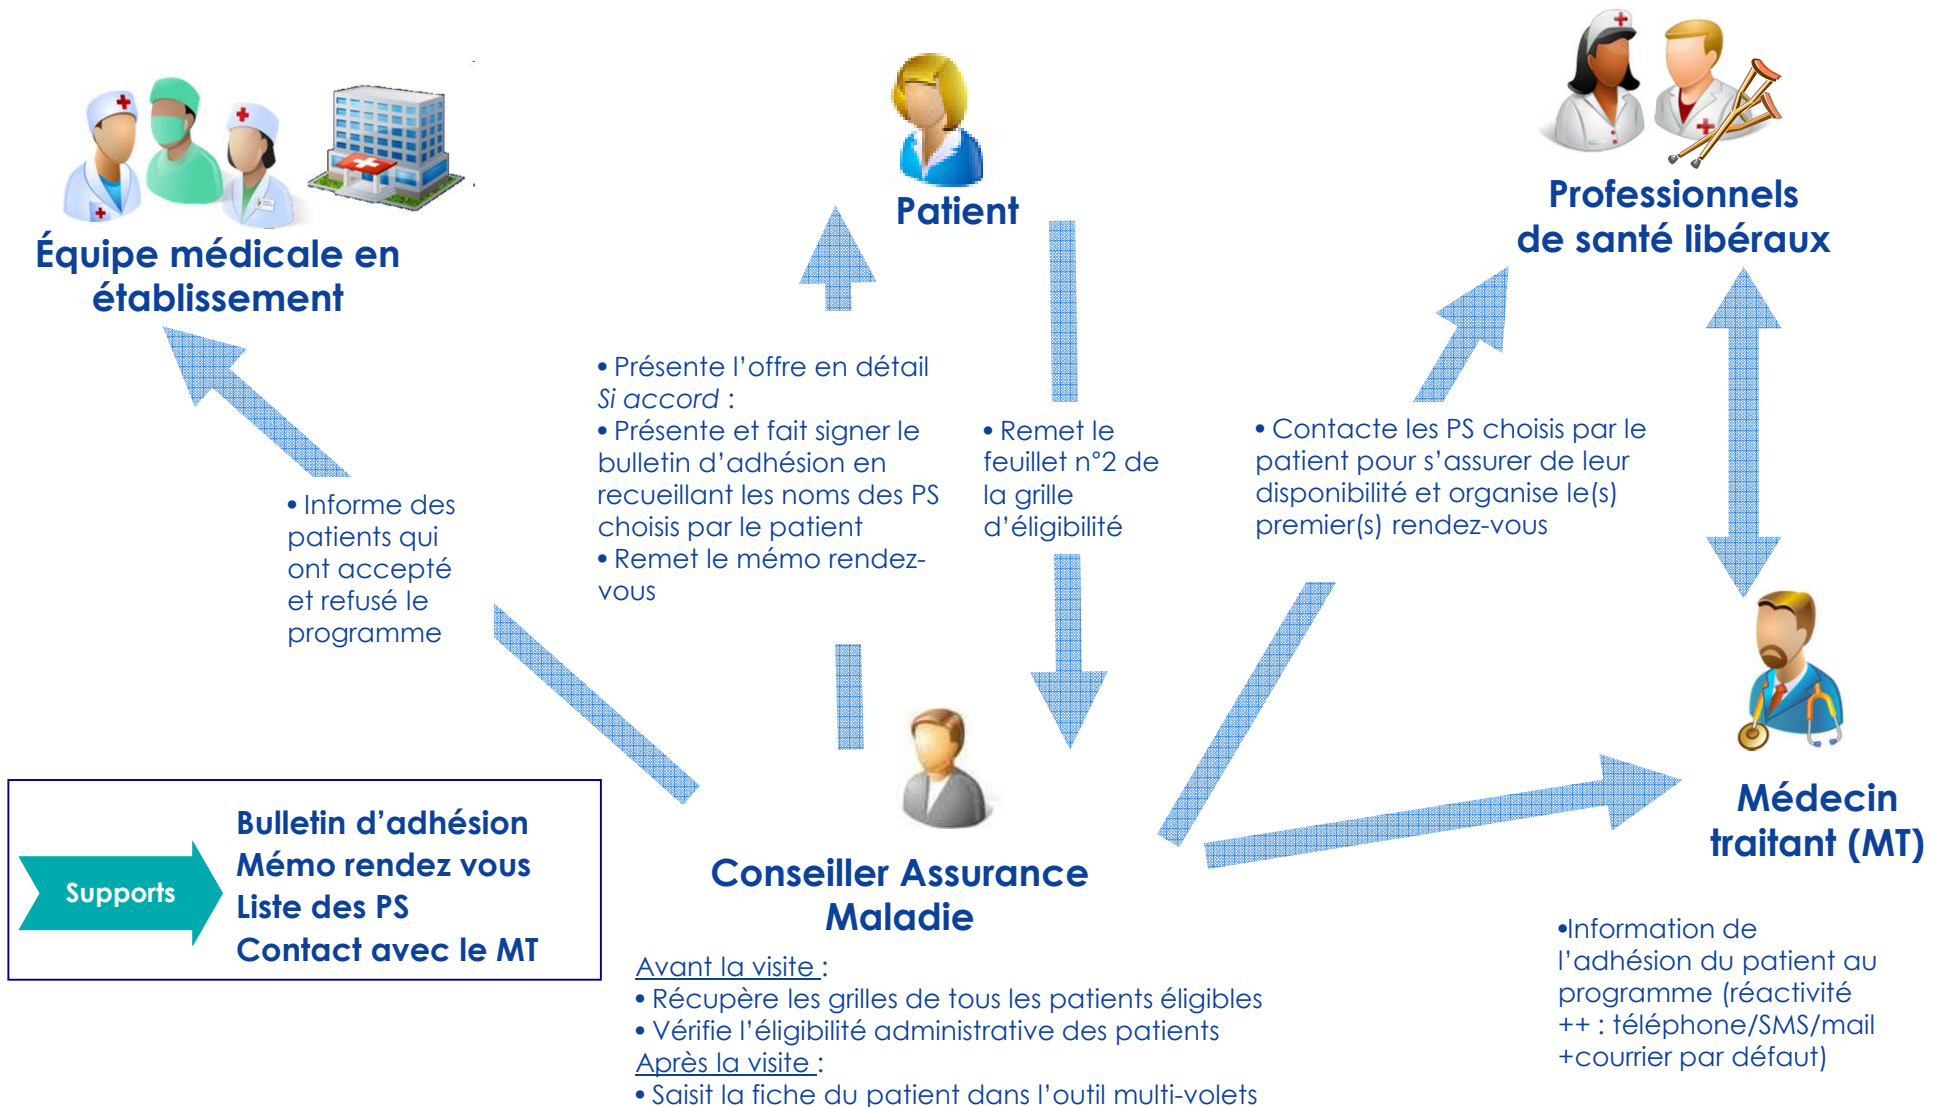 Équipe médicale en
établissement
Patient
Professionnels
de santé libéraux
• Présente l’offre en détail
Si accord :
• Présente et fait signer le
bulletin d’adhésion en
recueillant les noms des PS
choisis par le patient
• Remet le mémo rendez-
vous
• Remet le
feuillet n°2 de
la grille
d’éligibilité
• Contacte les PS choisis par le
patient pour s’assurer de leur
disponibilité et organise le(s)
premier(s) rendez-vous
• Informe des
patients qui
ont accepté
et refusé le
programme
Supports
Bulletin d’adhésion
Mémo rendez vous
Liste des PS
Contact avec le MT
Conseiller Assurance
Maladie
Avant la visite :
• Récupère les grilles de tous les patients éligibles
• Vérifie l’éligibilité administrative des patients
Après la visite :
• Saisit la fiche du patient dans l’outil multi-volets
Médecin
traitant (MT)
•Information de
l’adhésion du patient au
programme (réactivité
++ : téléphone/SMS/mail
+courrier par défaut)